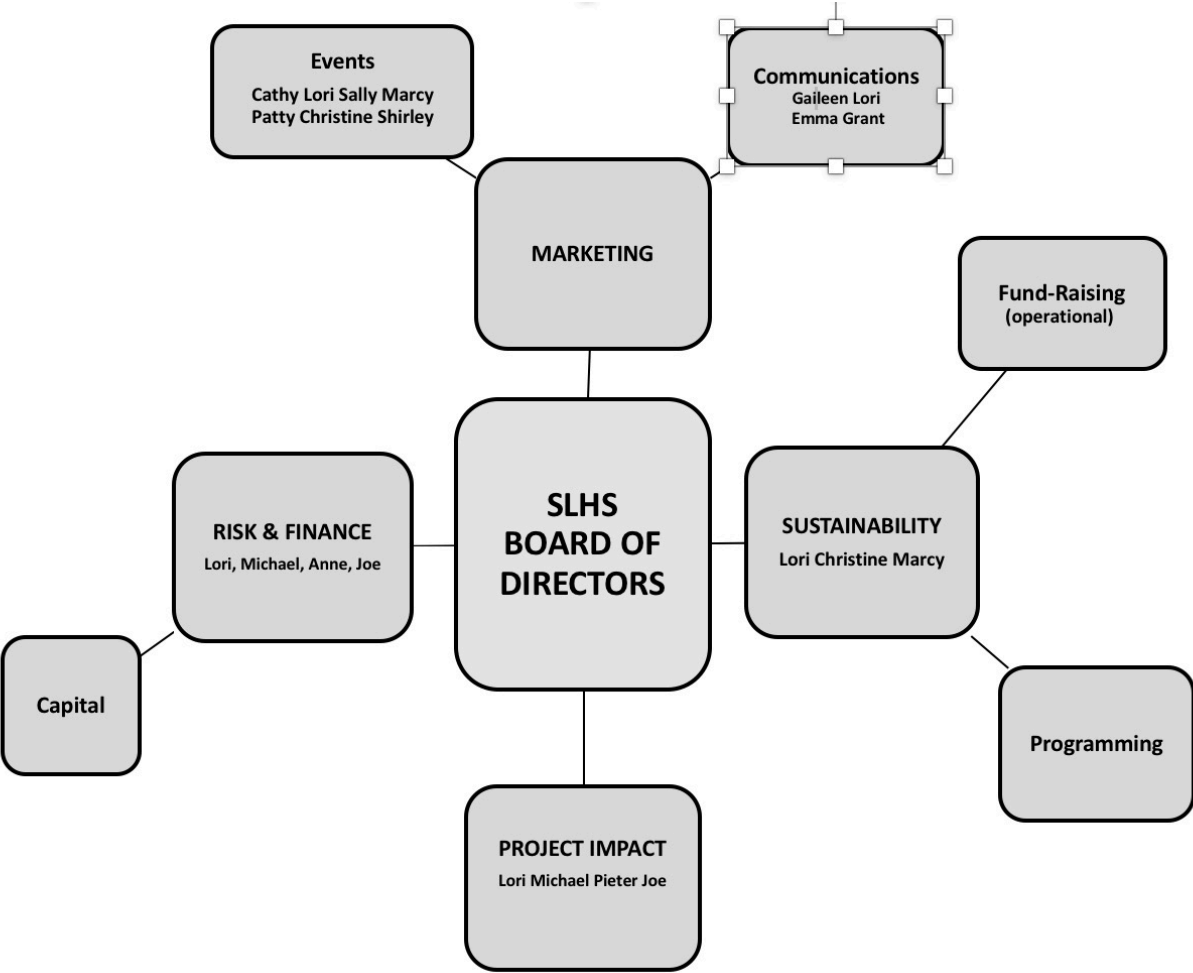 Events
Cathy Lori Sally Marcy
Patty Christine Shirley
Communications
Gaileen Lori
Emma Grant
MARKETING
Fund-Raising
(operational)
RISK & FINANCE
Lori, Michael, Anne, Joe
SLHS
BOARD OF
DIRECTORS
SUSTAINABILITY
Lori Christine Marcy
Capital
Programming
PROJECT IMPACT
Lori Michael Pieter Joe